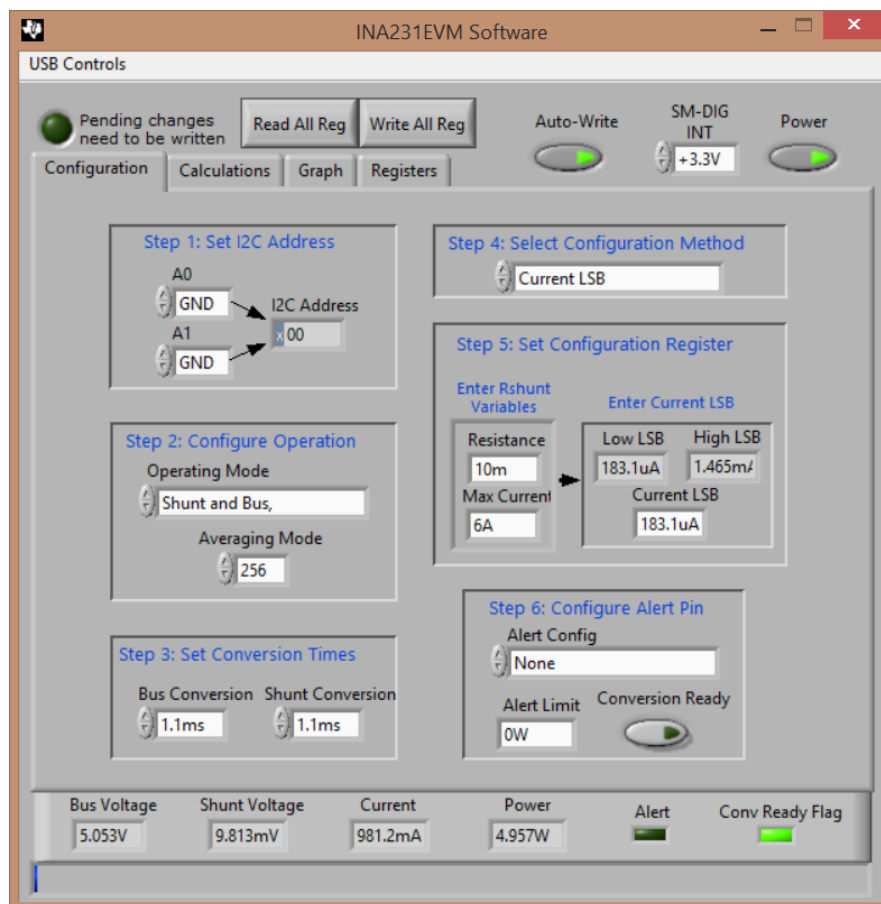 INA231EVM Software
USB Controls
Pending changes
need to be written
Read All Reg
Write All Reg
Auto-Write
SM-DIG
INT
+3.3V
Power
Configuration
Calculations
Graph
Registers
Step 1: Set I2C Address
A0
GND
I2C Address
x 00
A1
GND
Step 2: Configure Operation
Operating Mode
Shunt and Bus,
Averaging Mode
256
Step 3: Set Conversion Times
Bus Conversion
Shunt Conversion
1.1ms
1.1ms
Step 4: Select Configuration Method
Current LSB
Step 5: Set Configuration Register
Enter Rshunt
Variables
Resistance
10m
Max Current
6A
Enter Current LSB
Low LSB
High LSB
183.1uA
1.465mA
Current LSB
183.1uA
Step 6: Configure Alert Pin
Alert Config
None
Alert Limit
0W
Conversion Ready
Bus Voltage
5.053V
Shunt Voltage
9.813mV
Current
981.2mA
Power
4.957W
Alert
Conv Ready Flag